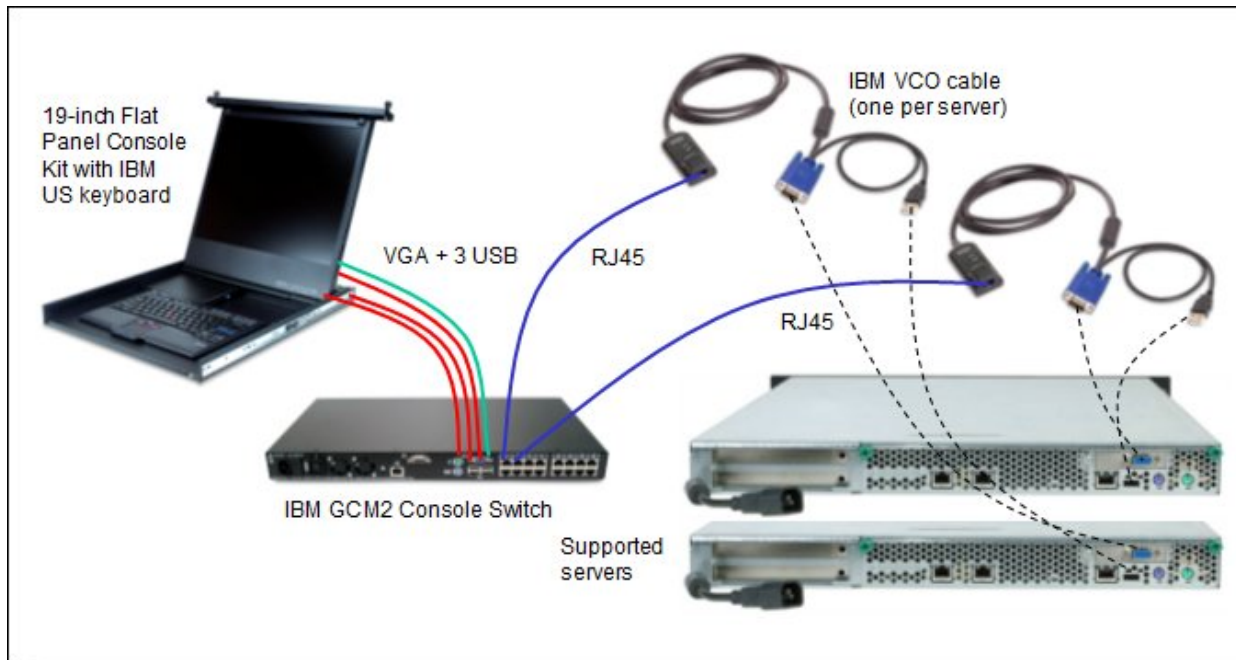 19-inch Flat
Panel Console
Kit with IBM
US keyboard
IBM VCO cable
(one per server)
VGA + 3 USB
RJ45
RJ45
IBM GCM2 Console Switch
Supported
servers